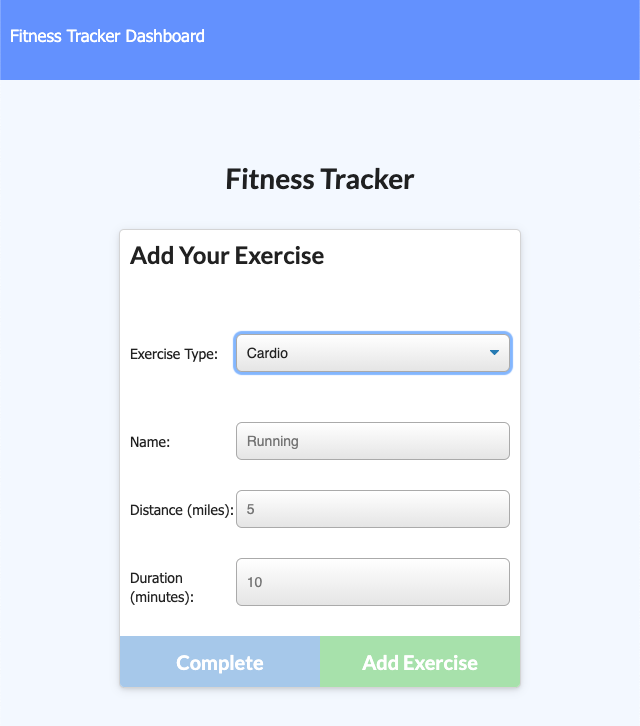 Fitness Tracker Dashboard
Fitness Tracker
Add Your Exercise
Exercise Type:
Cardio
Name:
Running
Distance (miles):
5
Duration
(minutes):
10
Complete
Add Exercise